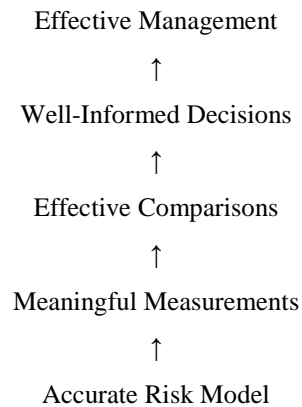 Effective Management
↑
Well-Informed Decisions
↑
Effective Comparisons
↑
Meaningful Measurements
↑
Accurate Risk Model